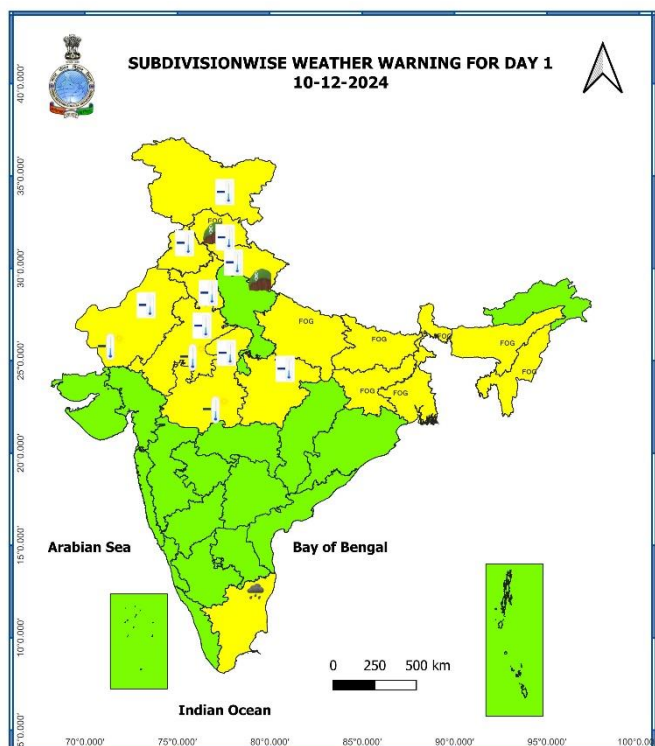 SUBDIVISIONWISE WEATHER WARNING FOR DAY 1
10-12-2024
40°0.000'
35°0.000'
30°0.000'
25°0.000'
20°0.000'
15°0.000'
10°0.000'
5°0.000'
FOG
FOG
FOG
FOG
FOG
FOG
FOG
FOG
Arabian Sea
Bay of Bengal
0 250 500 km
Indian Ocean
70°0.000' 75°0.000' 80°0.000' 85°0.000' 90°0.000' 95°0.000' 100°0.0